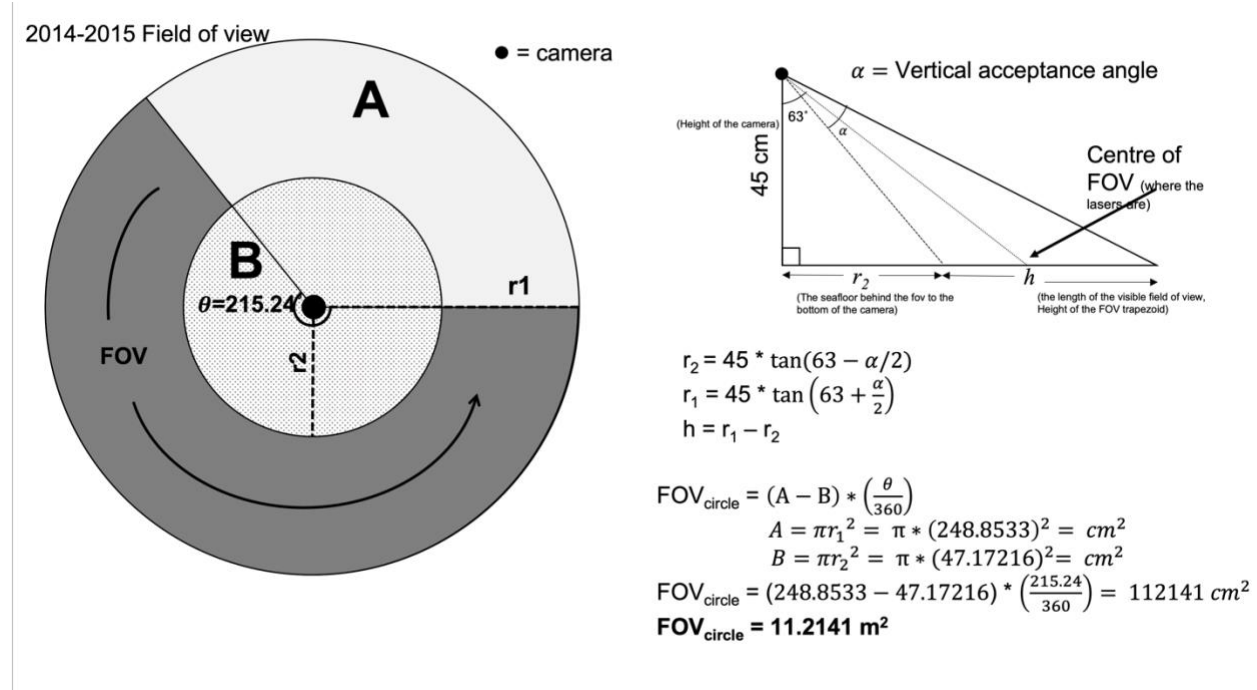 2014-2015 Field of view
● = camera
A
B
θ=215.24°
r1
r2
FOV
α = Vertical acceptance angle
(Height of the camera)
45 cm
63°
α
Centre of
FOV (where the
lasers are)
r₂
h
(The seafloor behind the fov to the
bottom of the camera)
(the length of the visible field of view,
Height of the FOV trapezoid)
r₂ = 45 * tan(63 − α/2)
r₁ = 45 * tan(63 + α/2)
h = r₁ – r₂
FOVcircle = (A − B) * (θ/360)
A = πr₁² = π * (248.8533)² = cm²
B = πr₂² = π * (47.17216)²= cm²
FOVcircle = (248.8533 − 47.17216) * (215.24/360) = 112141 cm²
FOVcircle = 11.2141 m²